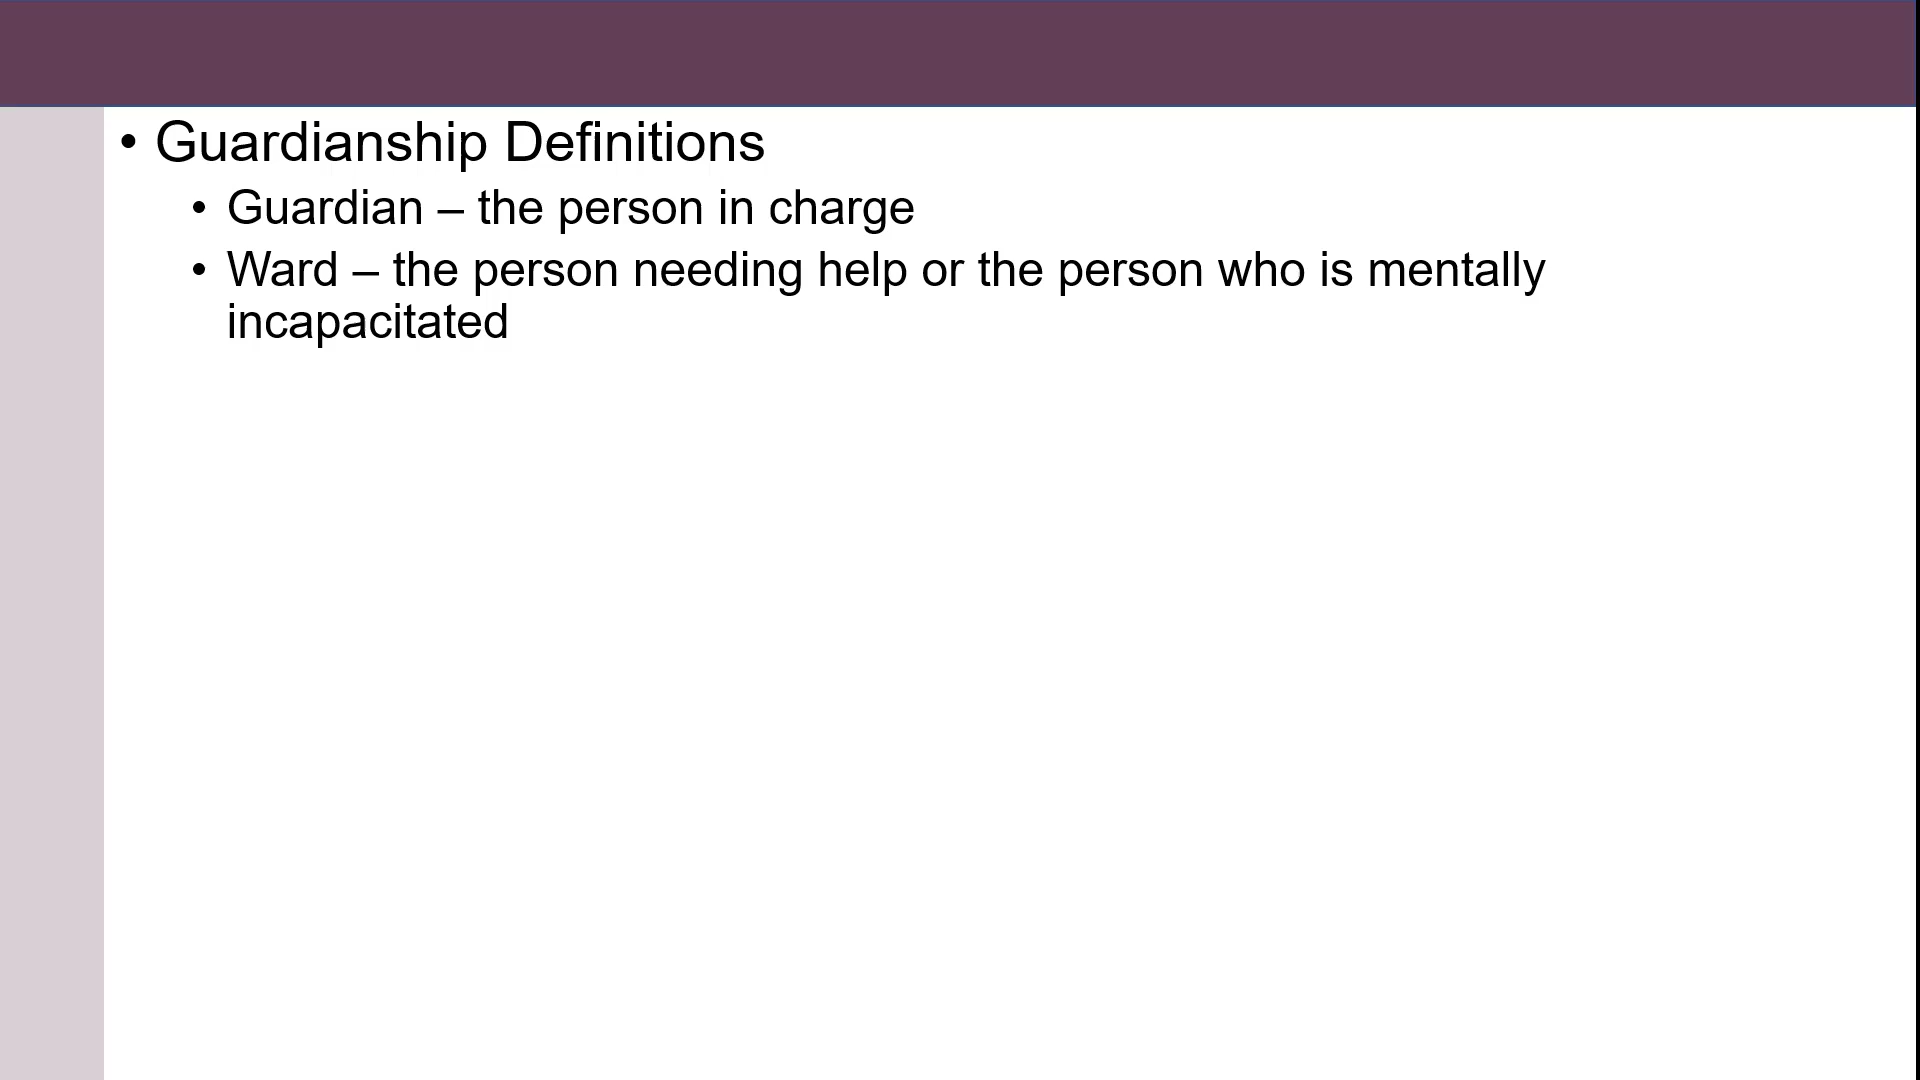 • Guardianship Definitions
• Guardian – the person in charge
• Ward – the person needing help or the person who is mentally
incapacitated